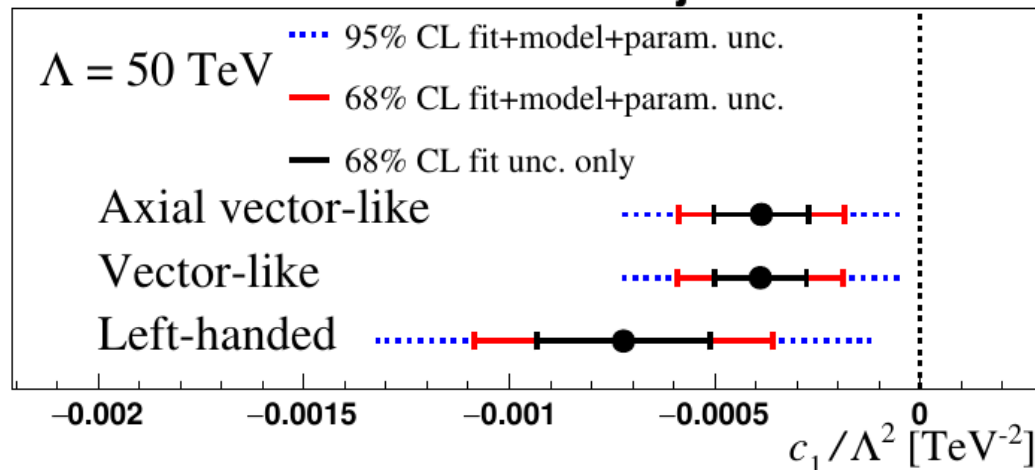 95% CL fit+model+param. unc.
Λ = 50 TeV
68% CL fit+model+param. unc.
68% CL fit unc. only
Axial vector-like
Vector-like
Left-handed
−0.002 −0.0015 −0.001 −0.0005 0
c₁/Λ² [TeV⁻²]